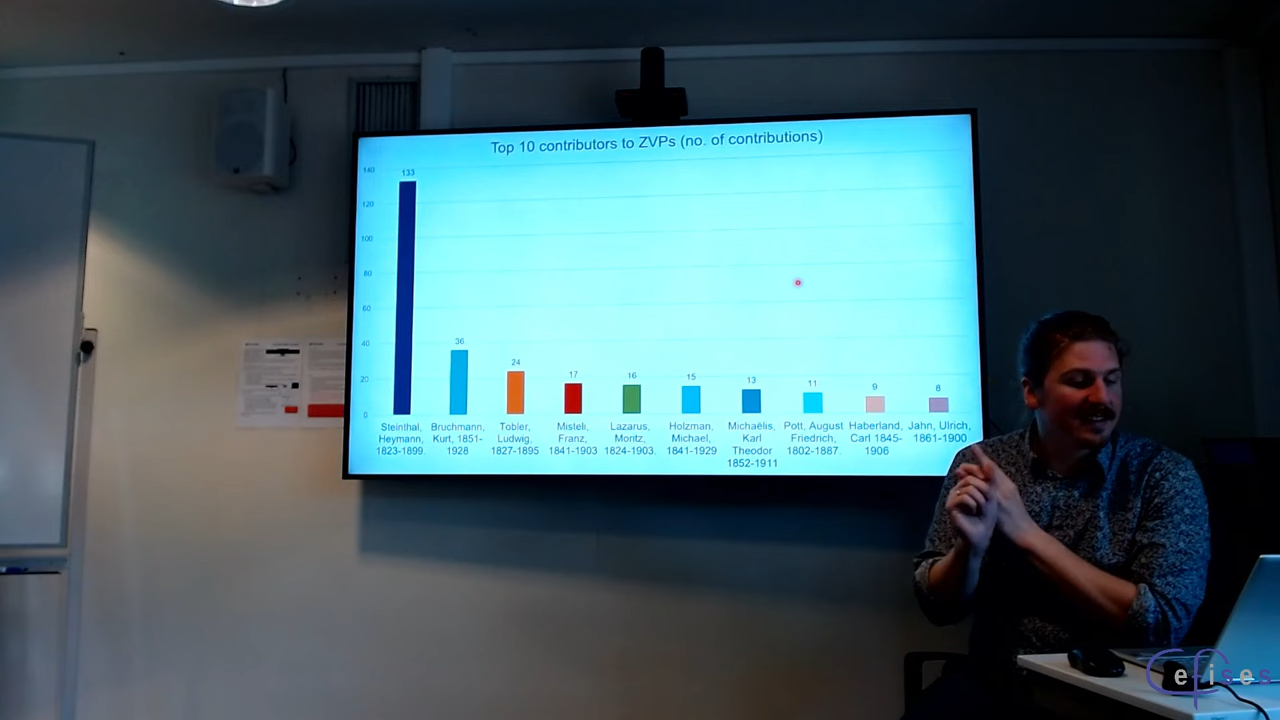 Top 10 contributors to ZVPs (no. of contributions)
140
120
100
80
60
40
20
0
133
36
24
17
16
15
13
11
9
8
Steinthal, Heymann, 1823-1899.
Bruchmann, Kurt, 1851-1928
Tobler, Ludwig, 1827-1895
Misteli, Franz, 1841-1903
Lazarus, Moritz, 1824-1903.
Holzman, Michael, 1841-1929
Michaëlis, Karl Theodor 1852-1911
Pott, August Friedrich, 1802-1887.
Haberland, Carl 1845-1906
Jahn, Ulrich, 1861-1900
Cefises